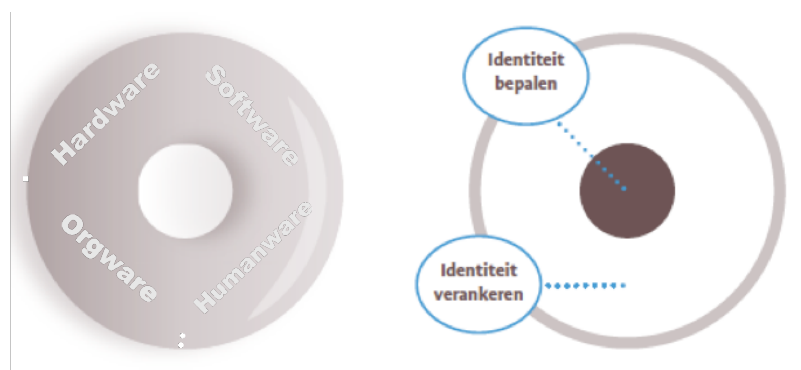 Hardware
Software
Orgware
Humanware
Identiteit
bepalen
Identiteit
verankeren